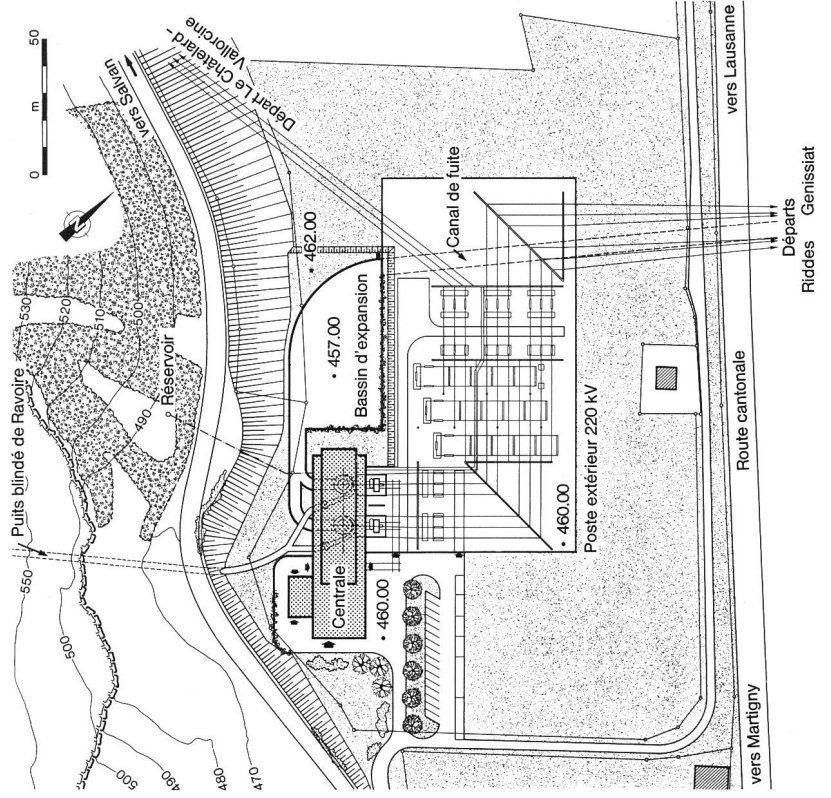 50
m
0
vers Salvan
Départ Le Châtelard-
Vallorcine
N
530
520
510
500
490
Réservoir
Puits blindé de Ravoire
550
500
500
490
480
470
462.00
457.00
Bassin d'expansion
Canal de fuite
Centrale
460.00
Poste extérieur 220 kV
460.00
Départs
Riddes
Genissiat
vers Lausanne
Route cantonale
vers Martigny